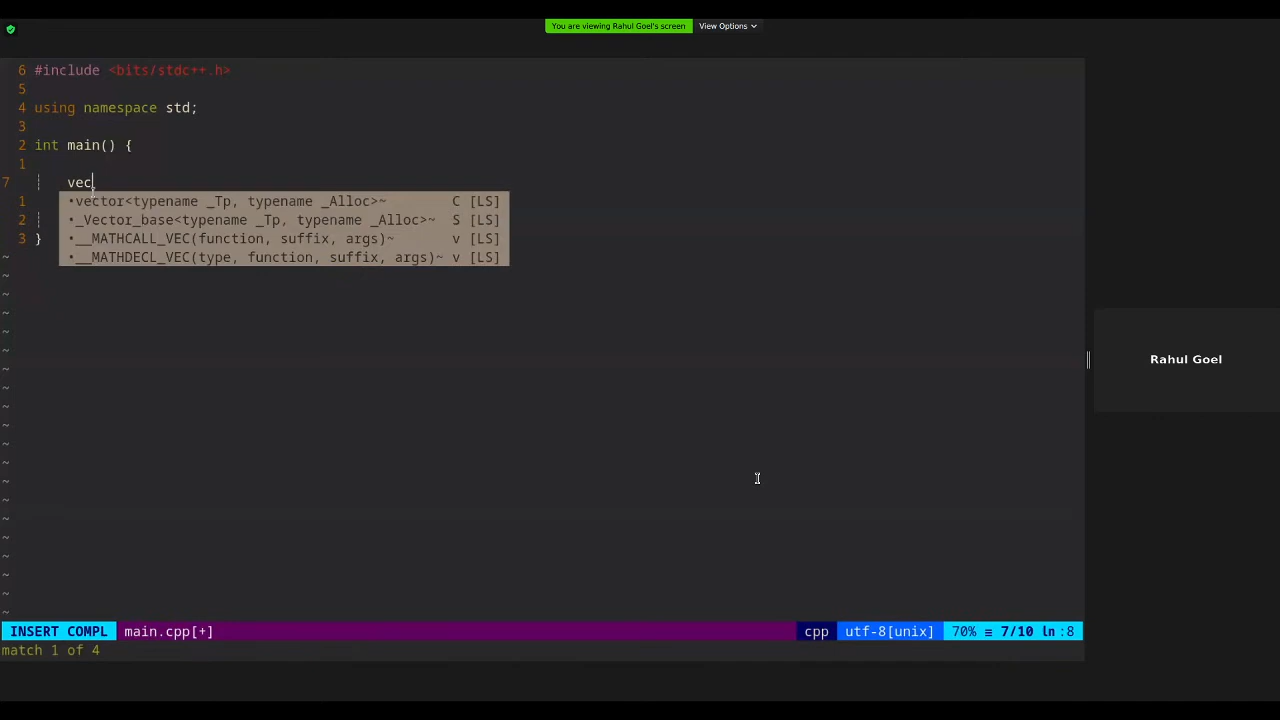 You are viewing Rahul Goel's screen View Options
6 #include <bits/stdc++.h>
5
4 using namespace std;
3
2 int main() {
1
7 vec
1 •vector<typename _Tp, typename _Alloc>~ C [LS]
2 •_Vector_base<typename _Tp, typename _Alloc>~ S [LS]
3 } •__MATHCALL_VEC(function, suffix, args)~ v [LS]
~ •__MATHDECL_VEC(type, function, suffix, args)~ v [LS]
~
~
~
~
~
Rahul Goel
~
~
~
~
~
~
~
~
~
~
~
~
~
INSERT COMPL main.cpp[+] cpp utf-8[unix] 70% ≡ 7/10 ln :8
match 1 of 4